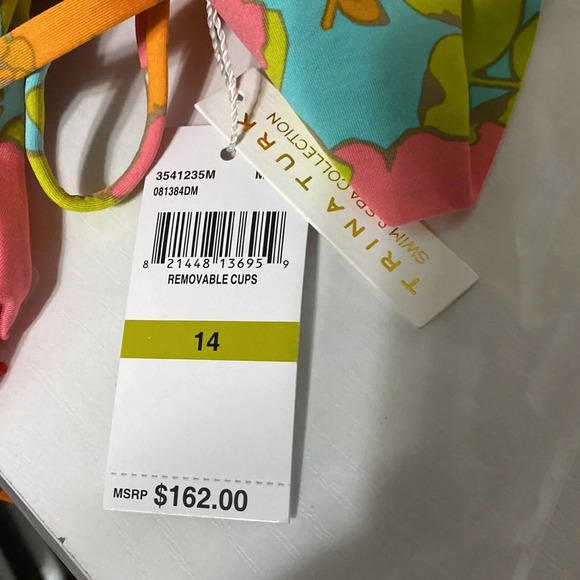 3541235M M
081384DM
8 21448 13695 9
REMOVABLE CUPS
14
MSRP $162.00
TRINA TURK
SWIM & SPA COLLECTION